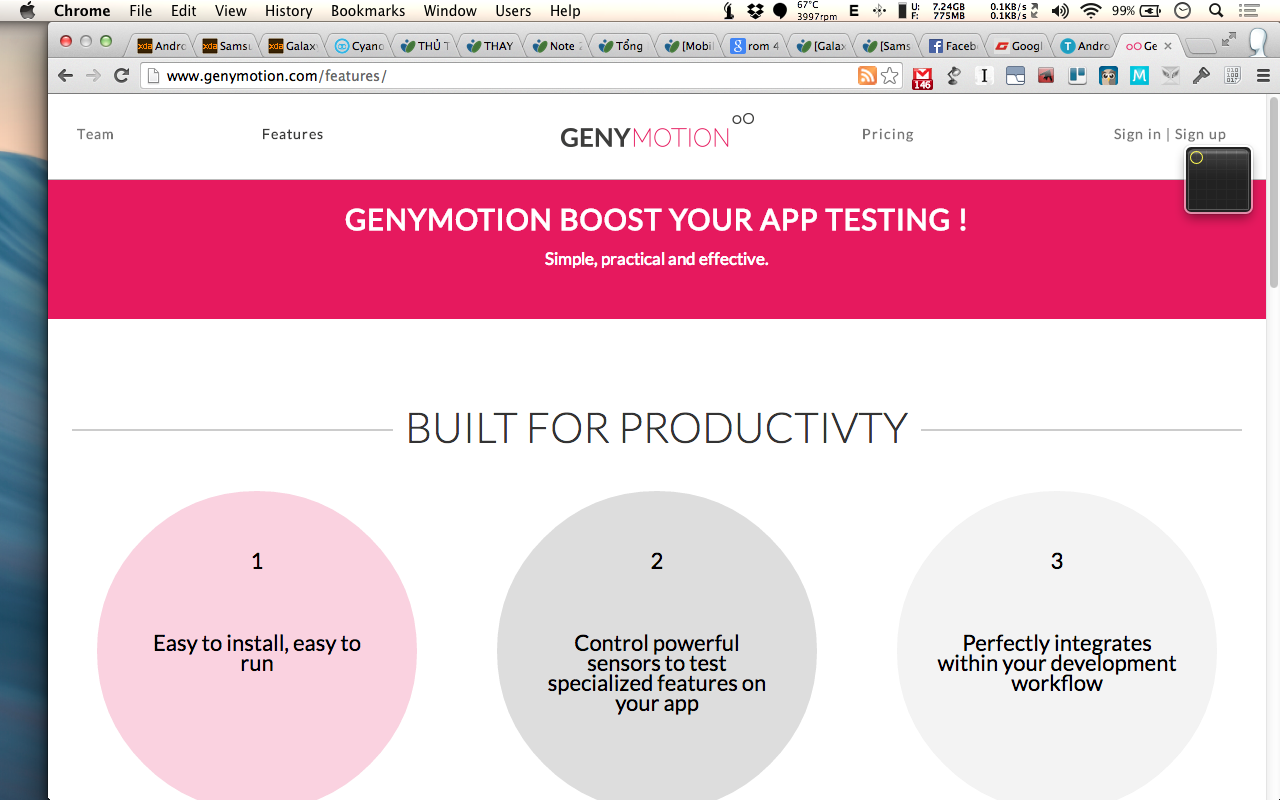 Chrome File Edit View History Bookmarks Window Users Help 67°C 3997rpm E U: 7.24GB F: 775MB 0.1KB/s 0.1KB/s 99%
Andro Samsu Galax Cyano THỦ T THAY Note 2 Tổng [Mobil rom 4 [Galax [Sams Faceb Googl Andro Ge
www.genymotion.com/features/
146
Team Features GENYMOTION Pricing Sign in | Sign up
GENYMOTION BOOST YOUR APP TESTING !
Simple, practical and effective.
BUILT FOR PRODUCTIVTY
1
Easy to install, easy to
run
2
Control powerful
sensors to test
specialized features on
your app
3
Perfectly integrates
within your development
workflow